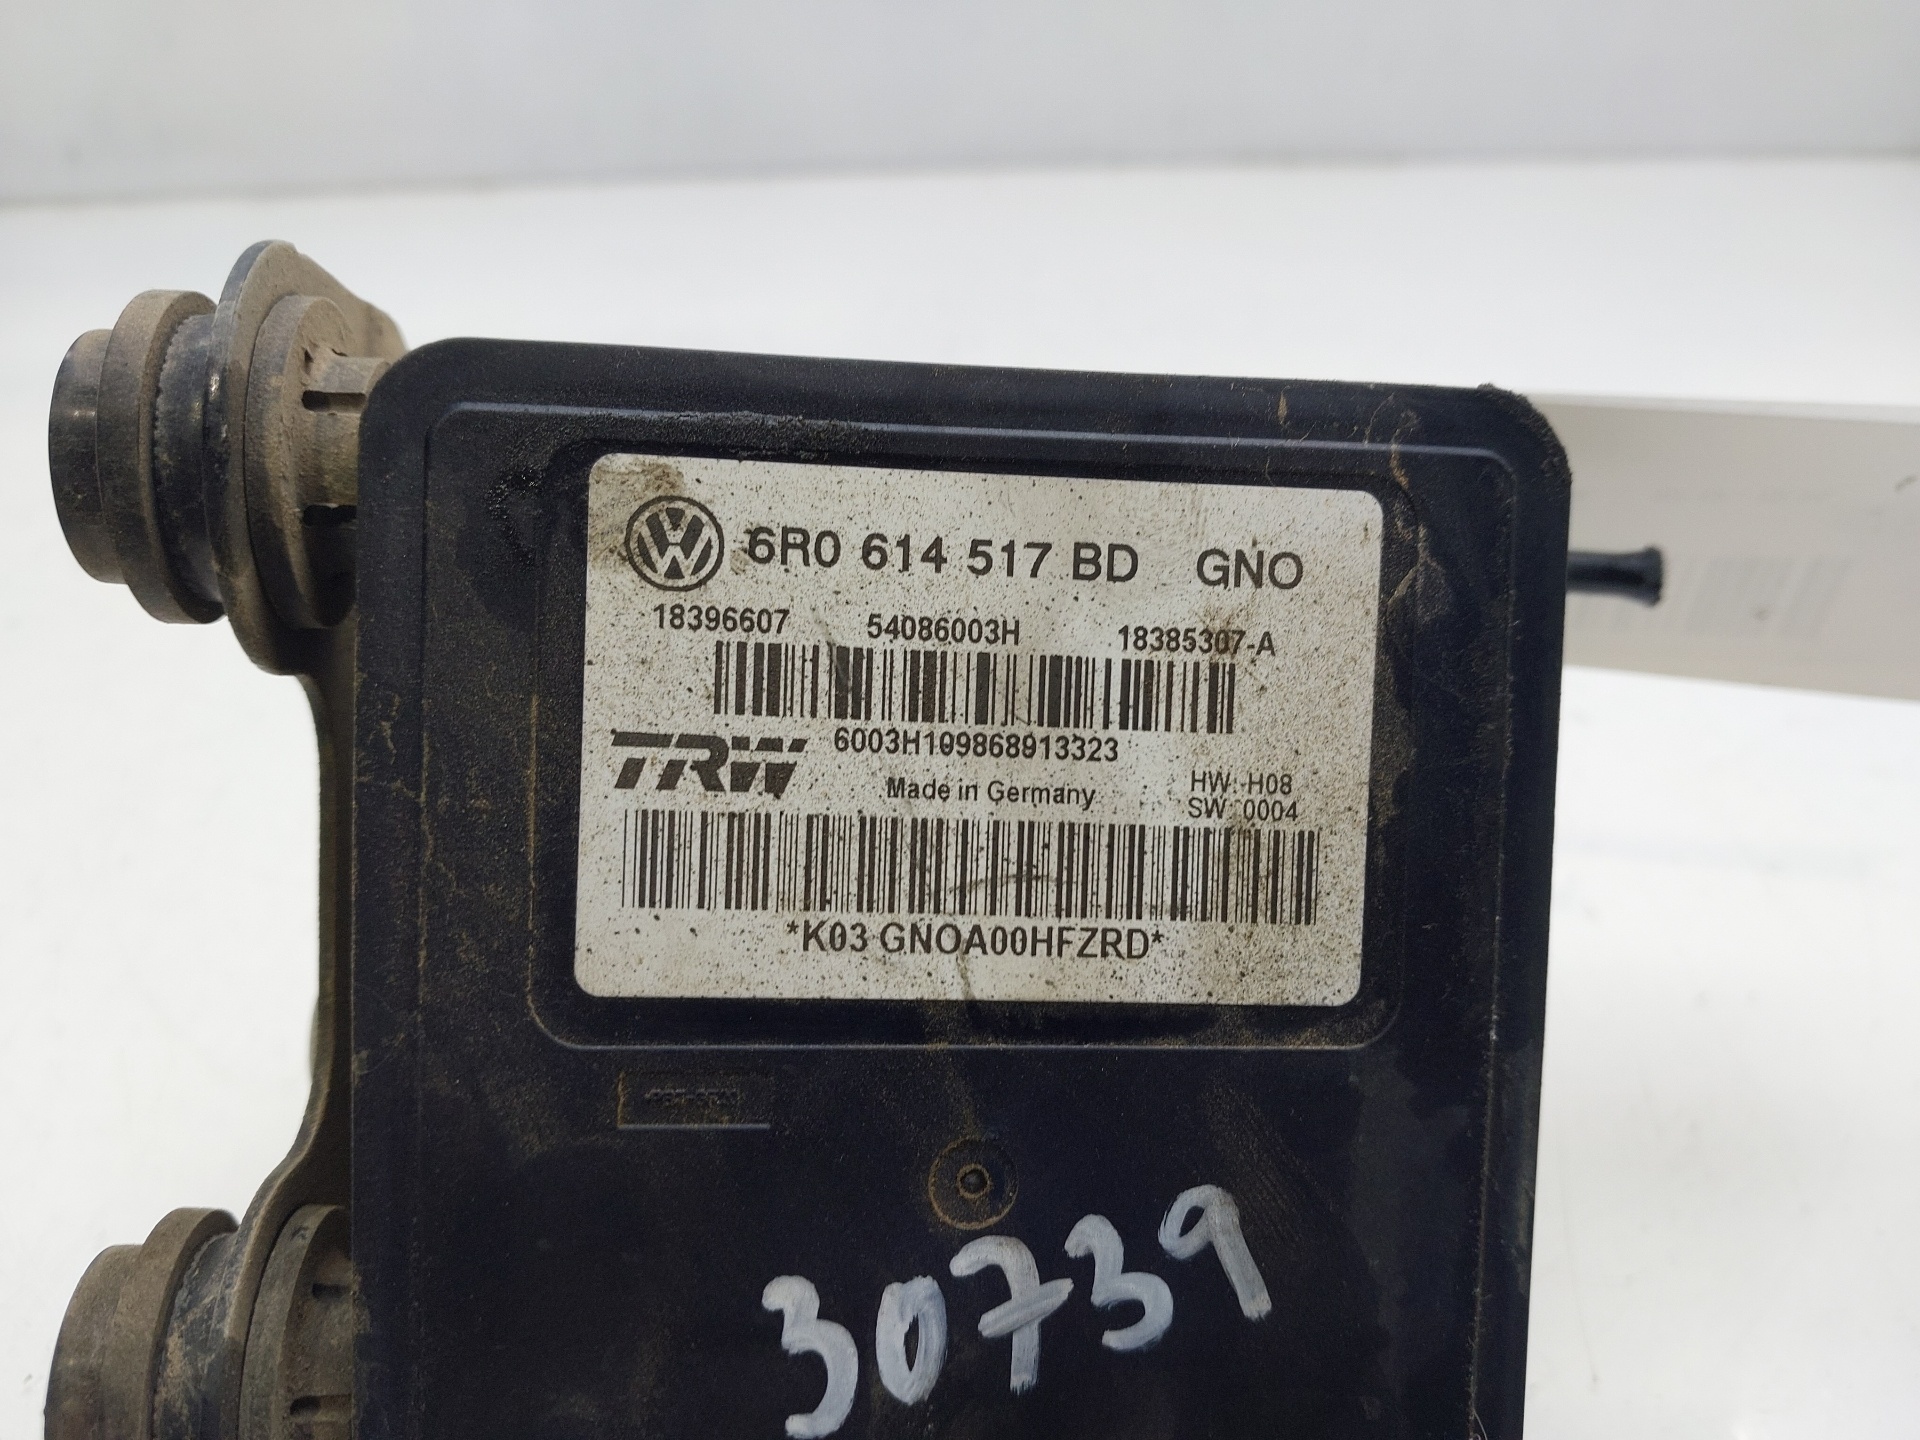 6R0 614 517 BD GNO
18396607 54086003H 18385307-A
TRW 6003H109868913323
Made in Germany HW: H08
SW: 0004
*K03 GNOA00HFZRD*
30739